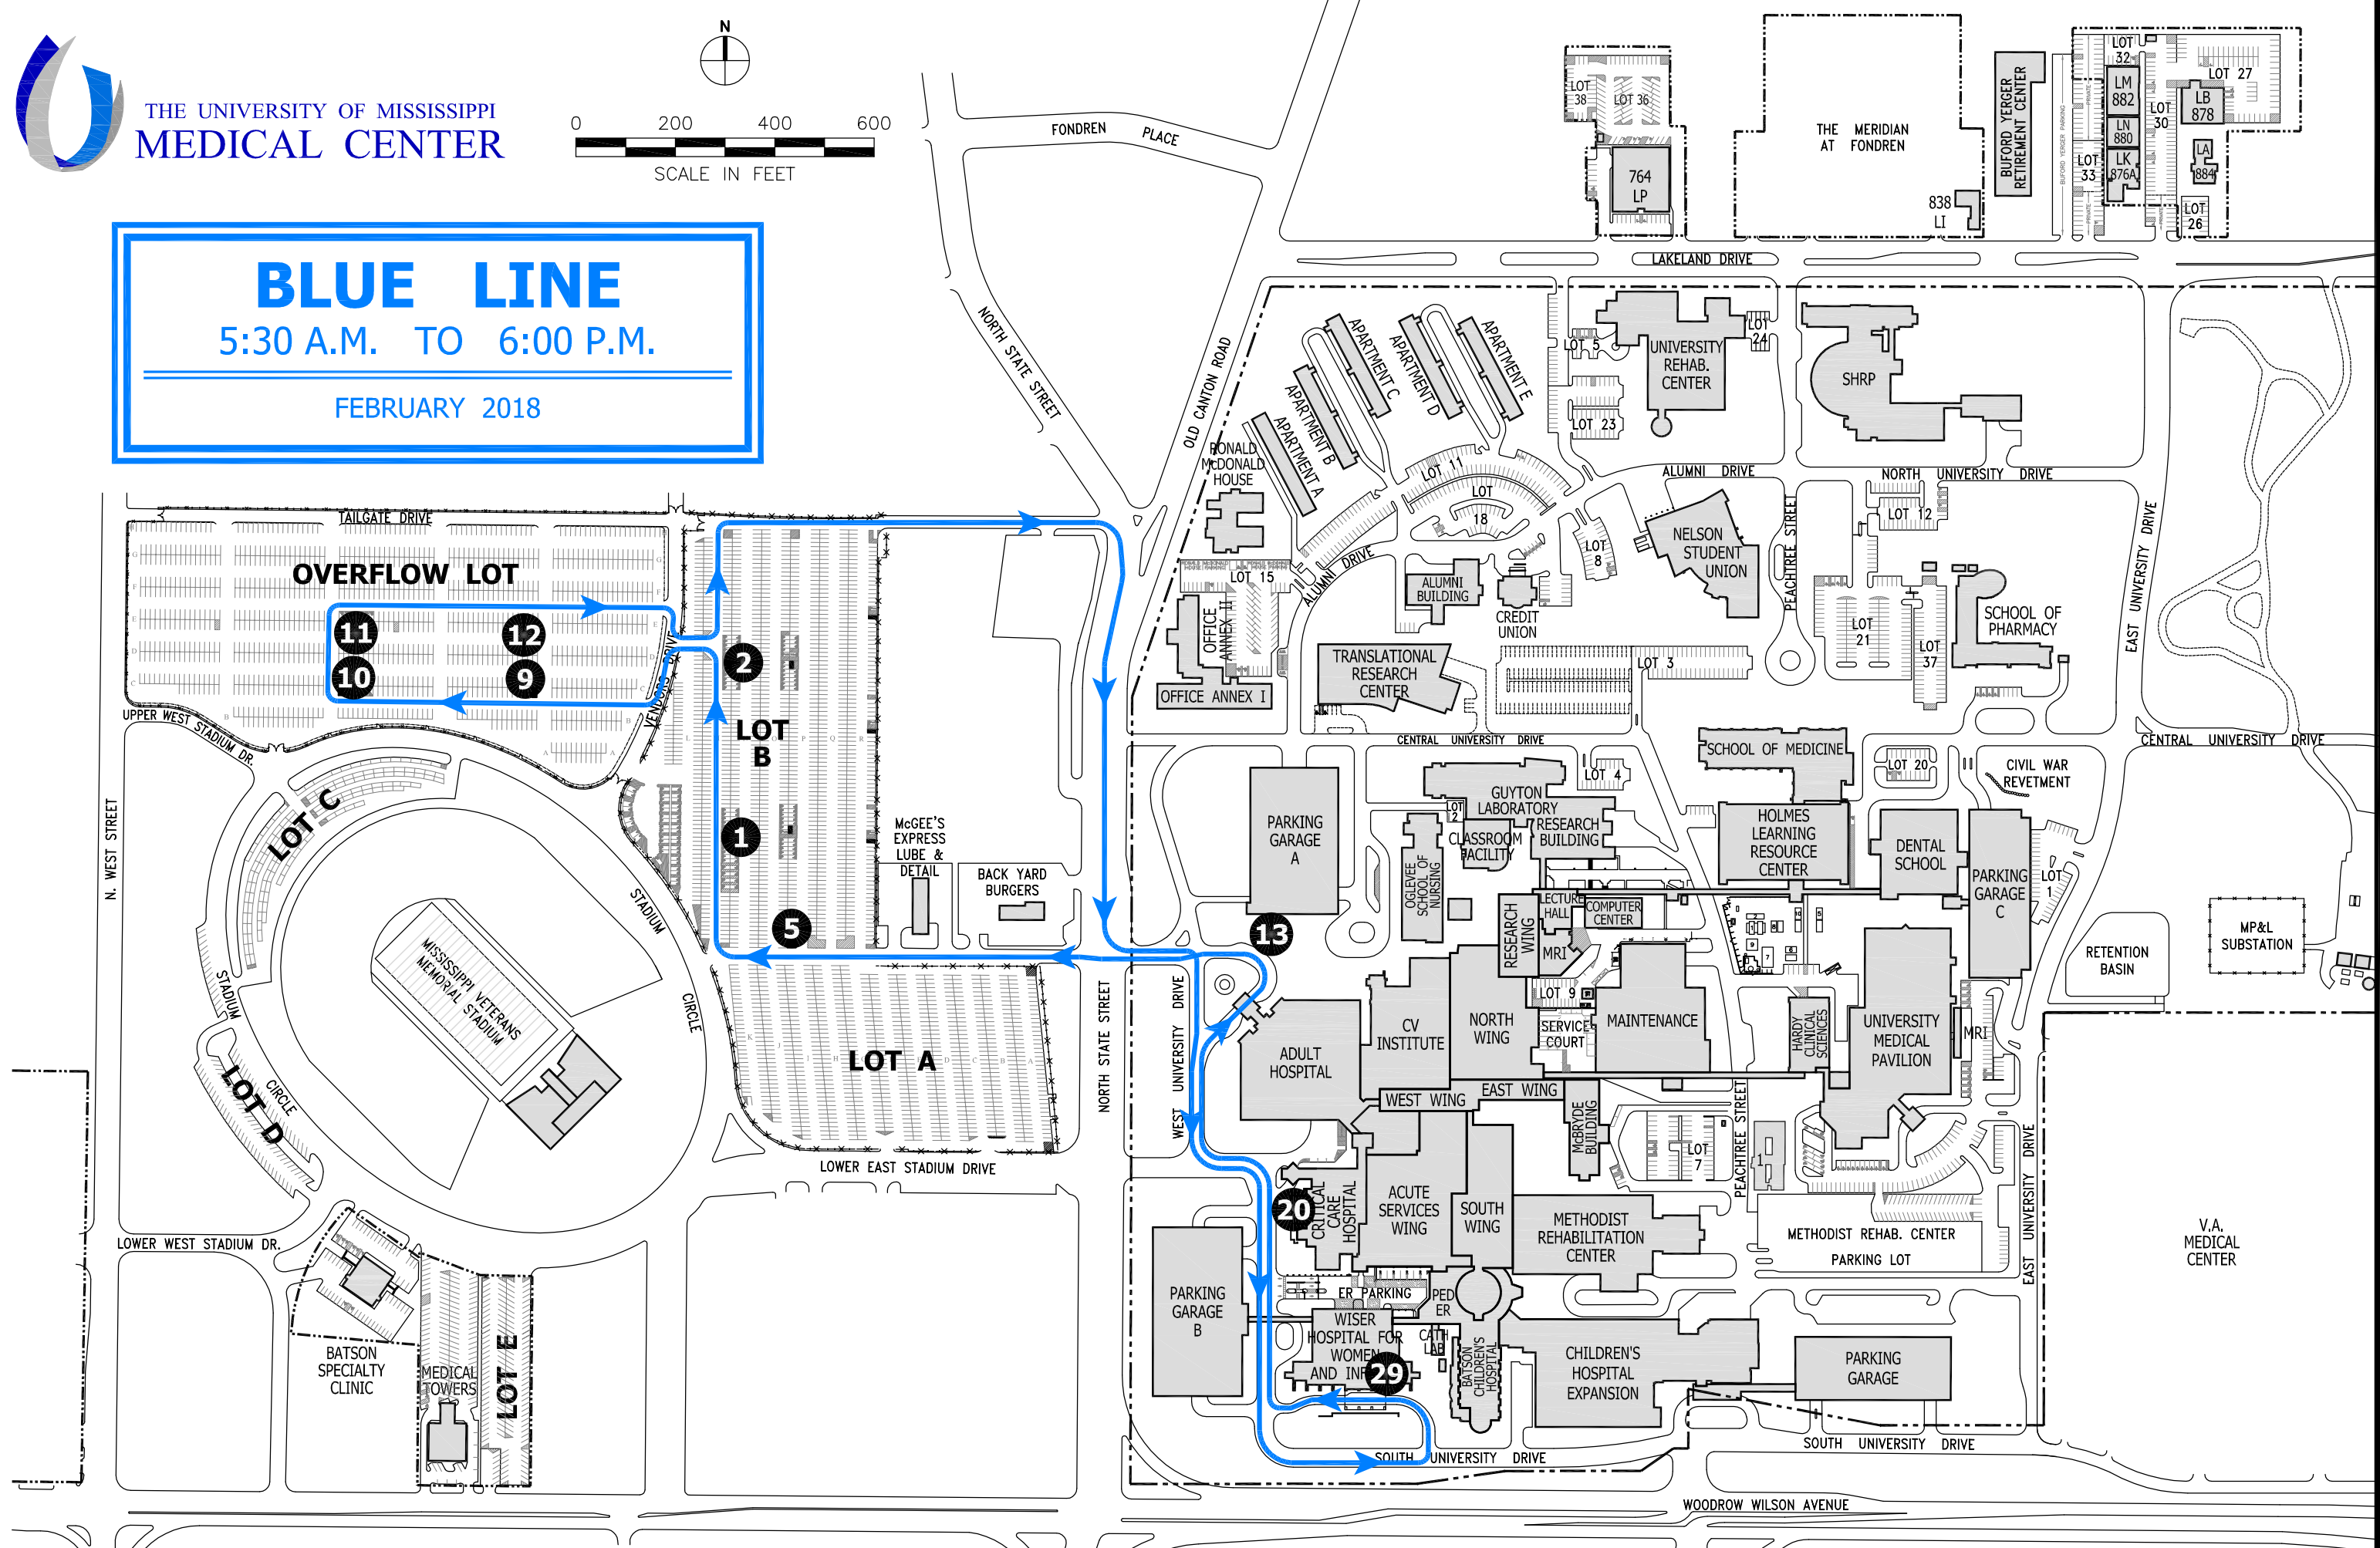 N
THE UNIVERSITY OF MISSISSIPPI
MEDICAL CENTER
0 200 400 600
SCALE IN FEET
BLUE LINE
5:30 A.M. TO 6:00 P.M.
FEBRUARY 2018
FONDREN PLACE
LOT
38
LOT 36
764
LP
THE MERIDIAN
AT FONDREN
838
LI
BUFORD YERGER
RETIREMENT CENTER
BUFORD YERGER PARKING
PRIVATE
PRIVATE
PRIVATE
LOT
32
LM
882
LN
880
LK
876A
LOT
33
LOT
30
LOT 27
LB
878
LA
884
LOT
26
LAKELAND DRIVE
NORTH STATE STREET
OLD CANTON ROAD
APARTMENT A
APARTMENT B
APARTMENT C
APARTMENT D
APARTMENT E
LOT 5
UNIVERSITY
REHAB.
CENTER
LOT
24
LOT 23
SHRP
RONALD
McDONALD
HOUSE
LOT 11
LOT
18
ALUMNI DRIVE
NORTH UNIVERSITY DRIVE
LOT 12
NELSON
STUDENT
UNION
PEACHTREE STREET
EAST UNIVERSITY DRIVE
LOT
8
LOT 15
ALUMNI DRIVE
ALUMNI
BUILDING
CREDIT
UNION
OFFICE
ANNEX II
OFFICE ANNEX I
TRANSLATIONAL
RESEARCH
CENTER
LOT 3
LOT
21
LOT
37
SCHOOL OF
PHARMACY
TAILGATE DRIVE
OVERFLOW LOT
11
12
10
9
VENDORS DRIVE
UPPER WEST STADIUM DR.
2
LOT
B
1
5
LOT C
N. WEST STREET
STADIUM
CIRCLE
MISSISSIPPI VETERANS
MEMORIAL STADIUM
STADIUM
CIRCLE
LOT D
McGEE'S
EXPRESS
LUBE &
DETAIL
BACK YARD
BURGERS
LOT A
LOWER EAST STADIUM DRIVE
NORTH STATE STREET
WEST UNIVERSITY DRIVE
LOWER WEST STADIUM DR.
BATSON
SPECIALTY
CLINIC
MEDICAL
TOWERS
LOT E
CENTRAL UNIVERSITY DRIVE
CENTRAL UNIVERSITY DRIVE
PARKING
GARAGE
A
13
GUYTON
LABORATORY
RESEARCH
BUILDING
LOT
2
CLASSROOM
FACILITY
LOT 4
OGLEVEE
SCHOOL OF
NURSING
SCHOOL OF MEDICINE
LOT 20
CIVIL WAR
REVETMENT
HOLMES
LEARNING
RESOURCE
CENTER
DENTAL
SCHOOL
PARKING
GARAGE
C
LOT
1
RESEARCH
WING
LECTURE
HALL
COMPUTER
CENTER
MRI
LOT 9
SERVICE
COURT
MAINTENANCE
HARDY
CLINICAL
SCIENCES
UNIVERSITY
MEDICAL
PAVILION
MRI
RETENTION
BASIN
MP&L
SUBSTATION
ADULT
HOSPITAL
CV
INSTITUTE
NORTH
WING
WEST WING
EAST WING
McBRYDE
BUILDING
LOT
7
PEACHTREE STREET
1
20
CRITICAL
CARE
HOSPITAL
ACUTE
SERVICES
WING
SOUTH
WING
METHODIST
REHABILITATION
CENTER
METHODIST REHAB. CENTER
PARKING LOT
EAST UNIVERSITY DRIVE
V.A.
MEDICAL
CENTER
PARKING
GARAGE
B
ER PARKING
PED
ER
WISER
HOSPITAL FOR
WOMEN
AND INF
29
CATH
LAB
BATSON
CHILDREN'S
HOSPITAL
CHILDREN'S
HOSPITAL
EXPANSION
PARKING
GARAGE
SOUTH UNIVERSITY DRIVE
SOUTH UNIVERSITY DRIVE
WOODROW WILSON AVENUE